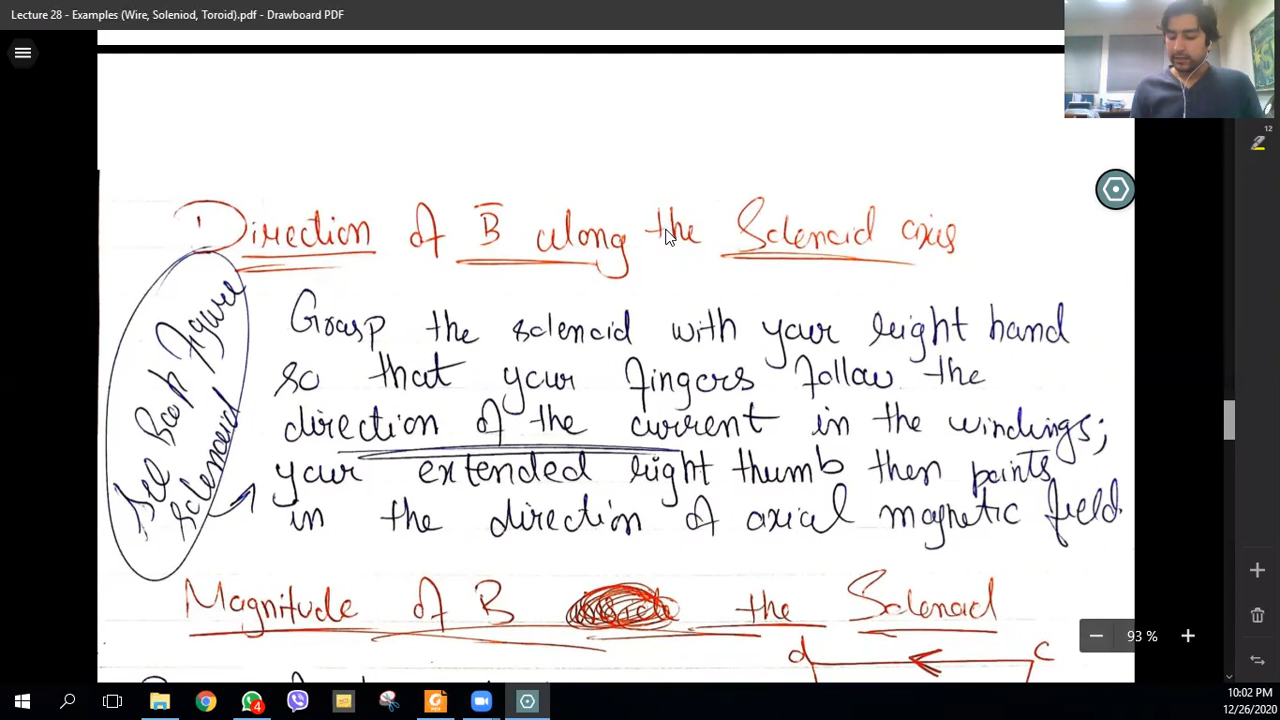 Lecture 28 - Examples (Wire, Soleniod, Toroid).pdf - Drawboard PDF
12
Direction of B along the Solenoid axis
See Book Figure
Solenoid
Grasp the solenoid with your right hand
so that your fingers follow the
direction of the current in the windings;
your extended right thumb then points
in the direction of axial magnetic field.
Magnitude of B inside the Solenoid
d c
93 %
4
10:02 PM
12/26/2020